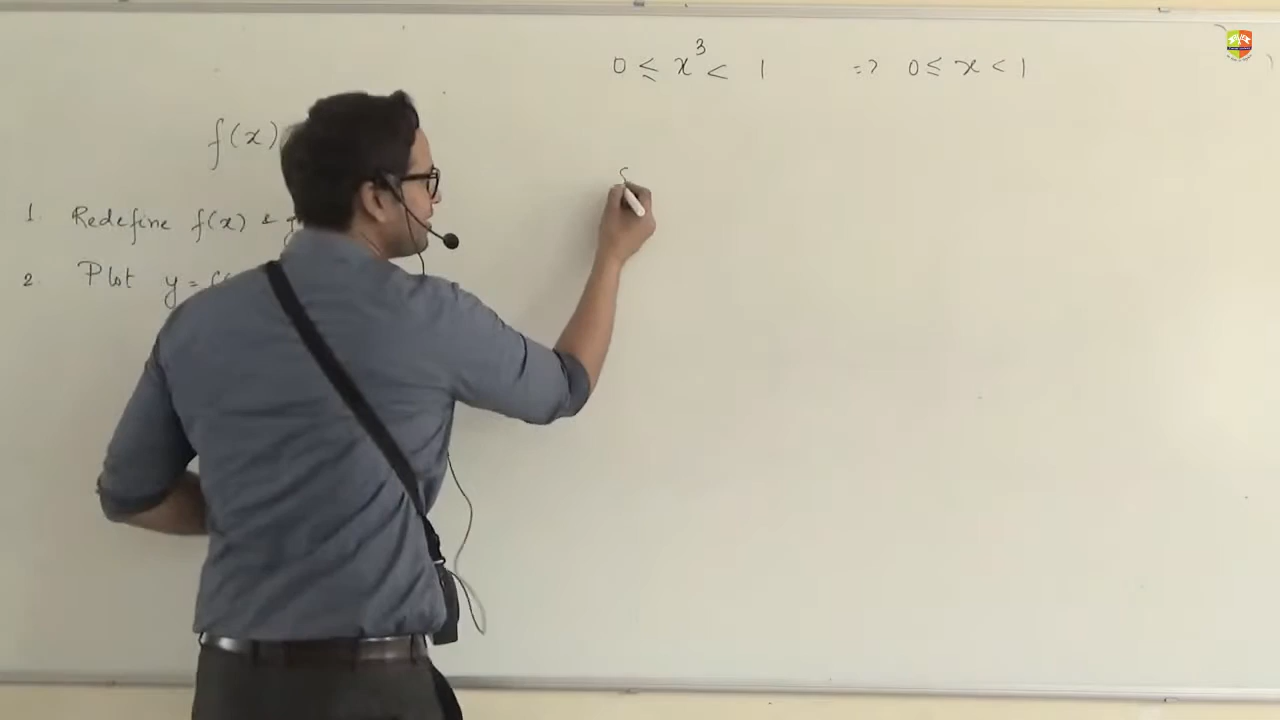 0 ≤ x³ < 1 => 0 ≤ x < 1
f(x)
1. Redefine f(x) &
2. Plot y =